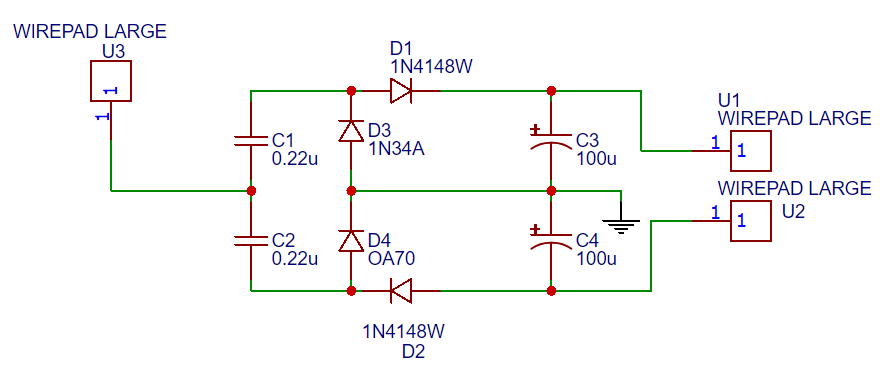 WIREPAD LARGE
U3
1
1
D1
1N4148W
C1
0.22u
D3
1N34A
C3
100u
U1
WIREPAD LARGE
1
1
WIREPAD LARGE
U2
1
1
C2
0.22u
D4
OA70
C4
100u
1N4148W
D2